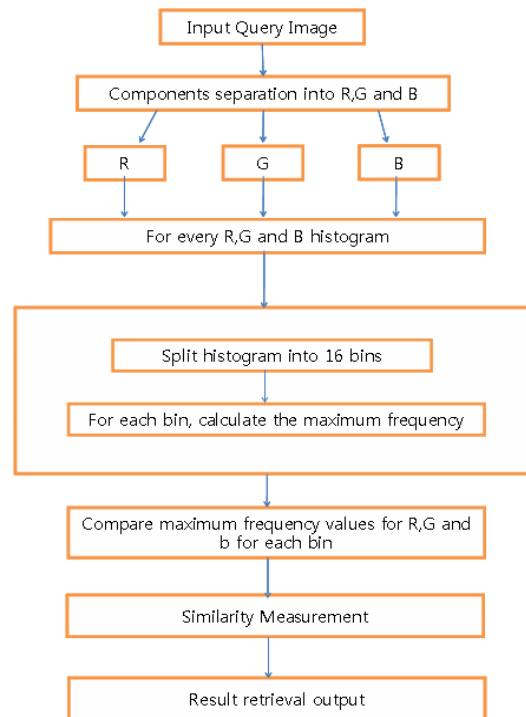 Input Query Image
Components separation into R,G and B
R
G
B
For every R,G and B histogram
Split histogram into 16 bins
For each bin, calculate the maximum frequency
Compare maximum frequency values for R,G and
b for each bin
Similarity Measurement
Result retrieval output